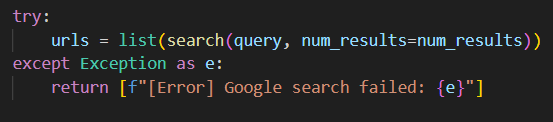 try:
    urls = list(search(query, num_results=num_results))
except Exception as e:
    return [f"[Error] Google search failed: {e}"]